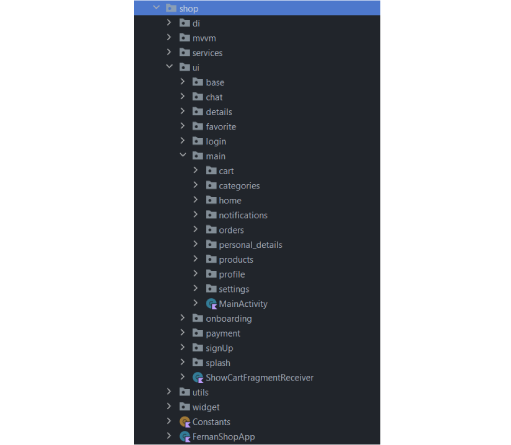 shop
di
mvvm
services
ui
base
chat
details
favorite
login
main
cart
categories
home
notifications
orders
personal_details
products
profile
settings
MainActivity
onboarding
payment
signUp
splash
ShowCartFragmentReceiver
utils
widget
Constants
FernanShopApp